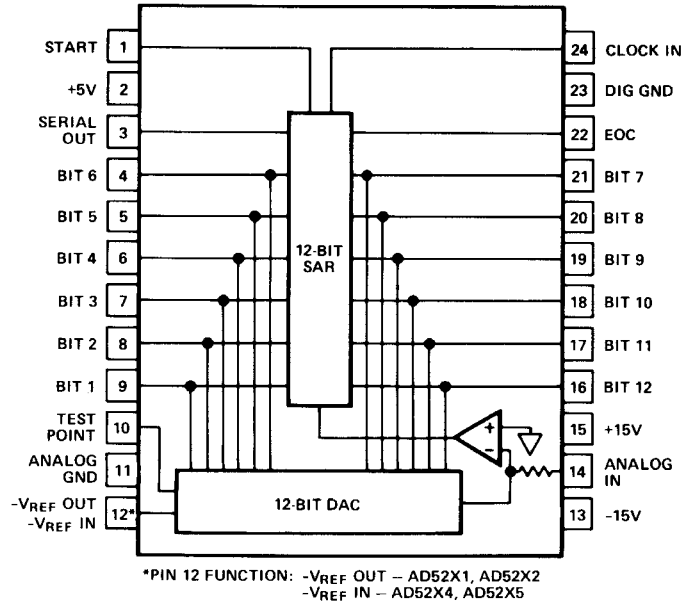 START 1
+5V 2
SERIAL
OUT 3
BIT 6 4
BIT 5 5
BIT 4 6
BIT 3 7
BIT 2 8
BIT 1 9
TEST
POINT 10
ANALOG
GND 11
-VREF OUT
-VREF IN 12*
12-BIT
SAR
+
-
12-BIT DAC
24 CLOCK IN
23 DIG GND
22 EOC
21 BIT 7
20 BIT 8
19 BIT 9
18 BIT 10
17 BIT 11
16 BIT 12
15 +15V
14 ANALOG
IN
13 -15V
*PIN 12 FUNCTION: -VREF OUT – AD52X1, AD52X2
-VREF IN – AD52X4, AD52X5